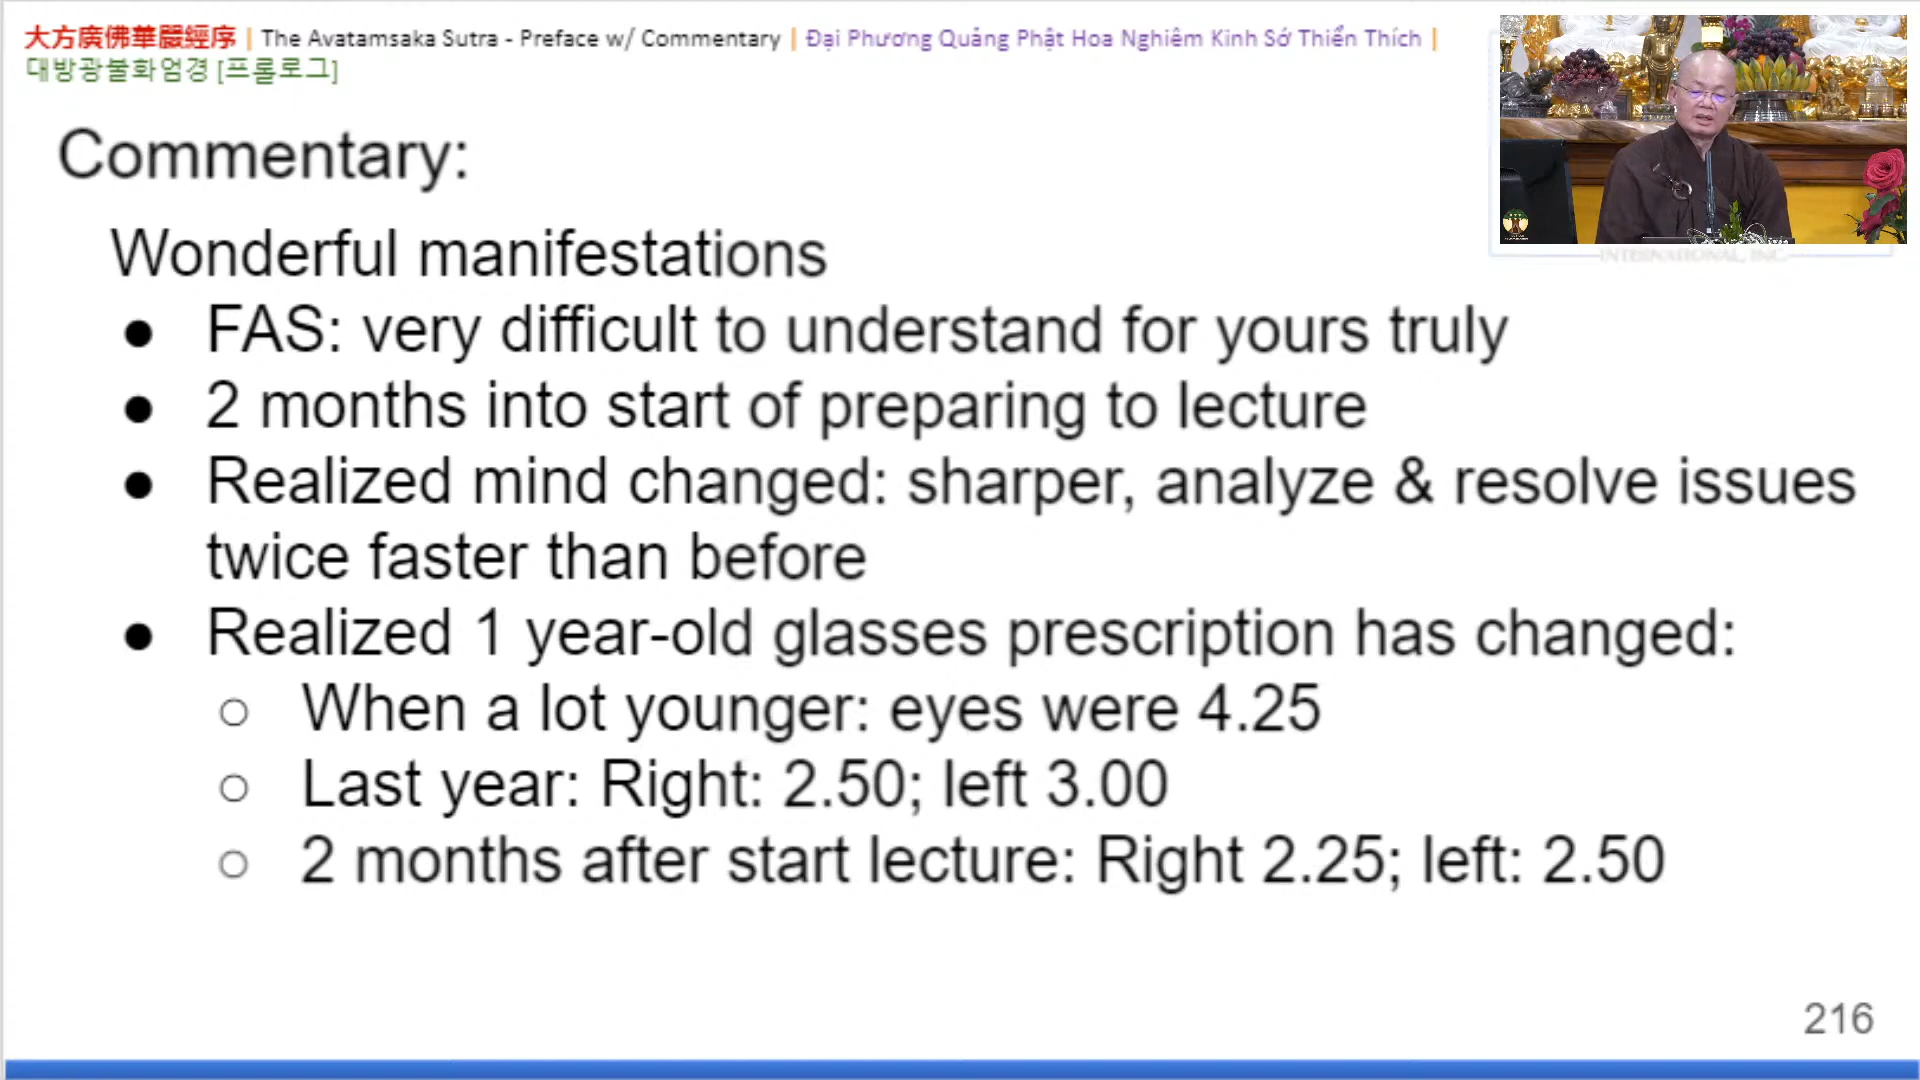 大方廣佛華嚴經序 | The Avatamsaka Sutra - Preface w/ Commentary | Đại Phương Quảng Phật Hoa Nghiêm Kinh Sớ Thiển Thích |
대방광불화엄경 [프롤로그]
Commentary:
Wonderful manifestations
● FAS: very difficult to understand for yours truly
● 2 months into start of preparing to lecture
● Realized mind changed: sharper, analyze & resolve issues
twice faster than before
● Realized 1 year-old glasses prescription has changed:
○ When a lot younger: eyes were 4.25
○ Last year: Right: 2.50; left 3.00
○ 2 months after start lecture: Right 2.25; left: 2.50
INTERNATIONAL, INC.
216